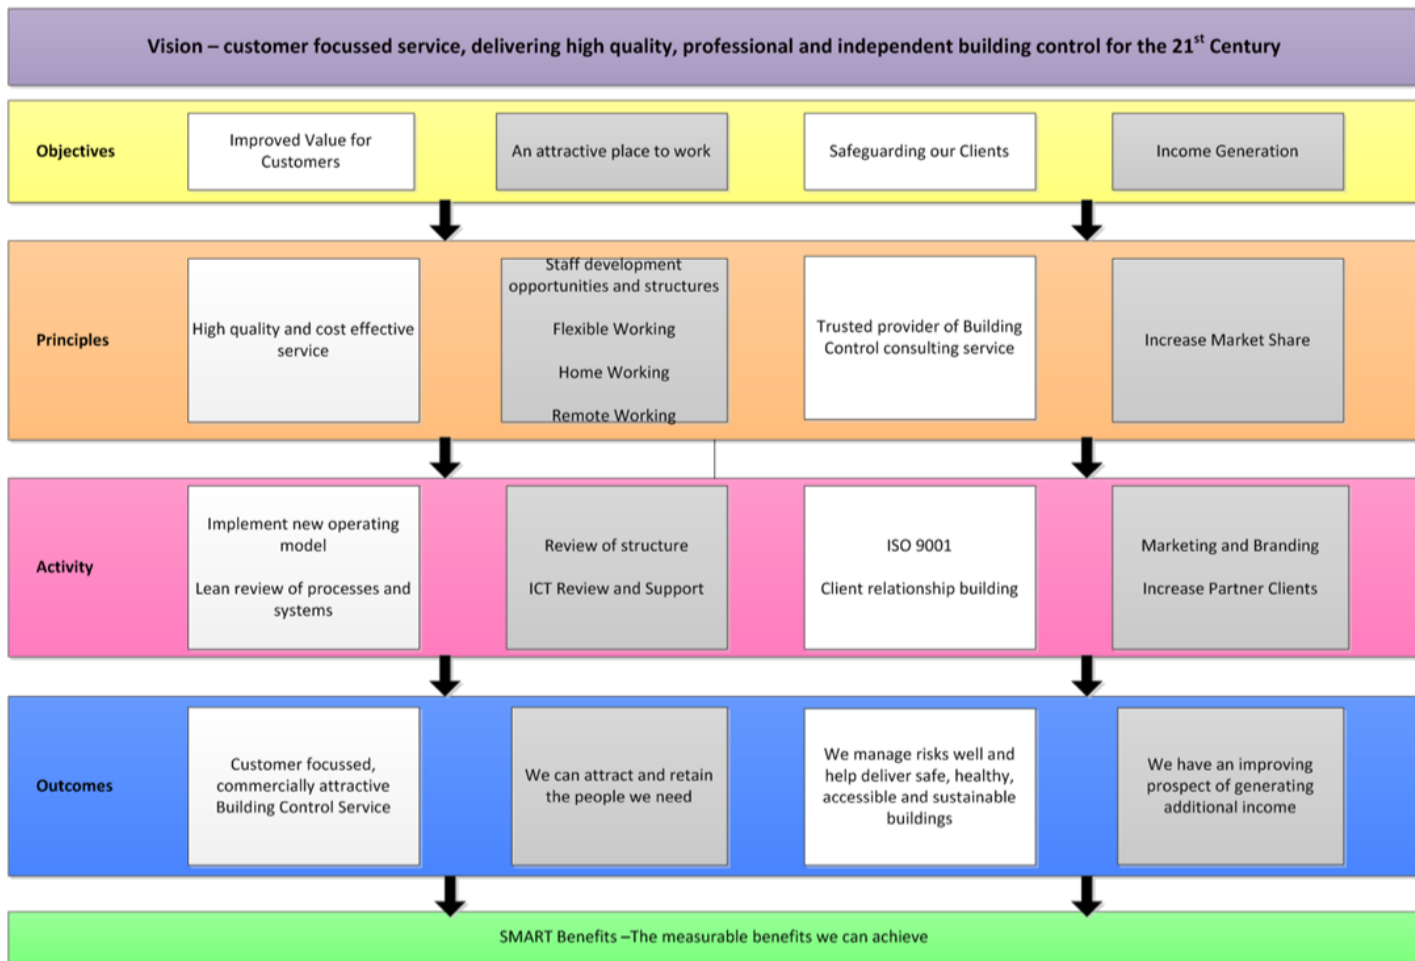 Vision – customer focussed service, delivering high quality, professional and independent building control for the 21st Century
Objectives
Improved Value for
Customers
An attractive place to work
Safeguarding our Clients
Income Generation
Principles
High quality and cost effective
service
Staff development
opportunities and structures
Flexible Working
Home Working
Remote Working
Trusted provider of Building
Control consulting service
Increase Market Share
Activity
Implement new operating
model
Lean review of processes and
systems
Review of structure
ICT Review and Support
ISO 9001
Client relationship building
Marketing and Branding
Increase Partner Clients
Outcomes
Customer focussed,
commercially attractive
Building Control Service
We can attract and retain
the people we need
We manage risks well and
help deliver safe, healthy,
accessible and sustainable
buildings
We have an improving
prospect of generating
additional income
SMART Benefits –The measurable benefits we can achieve